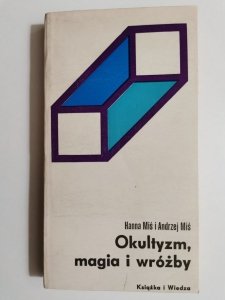 Hanna Miś i Andrzej Miś
Okultyzm,
magia i wróżby
Książka i Wiedza